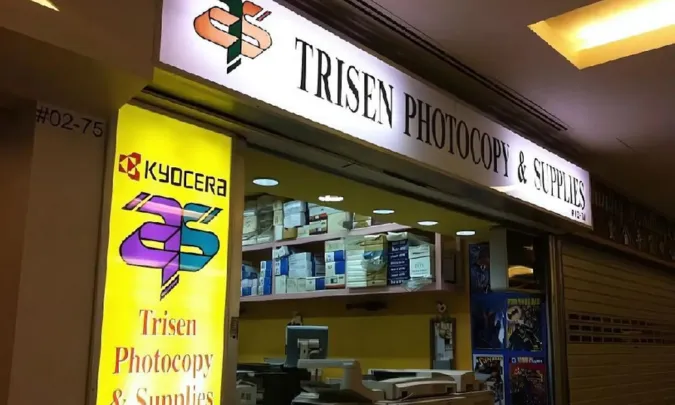 TRISEN PHOTOCOPY & SUPPLIES
#02-75
KYOCERA
Trisen
Photocopy
& Supplies